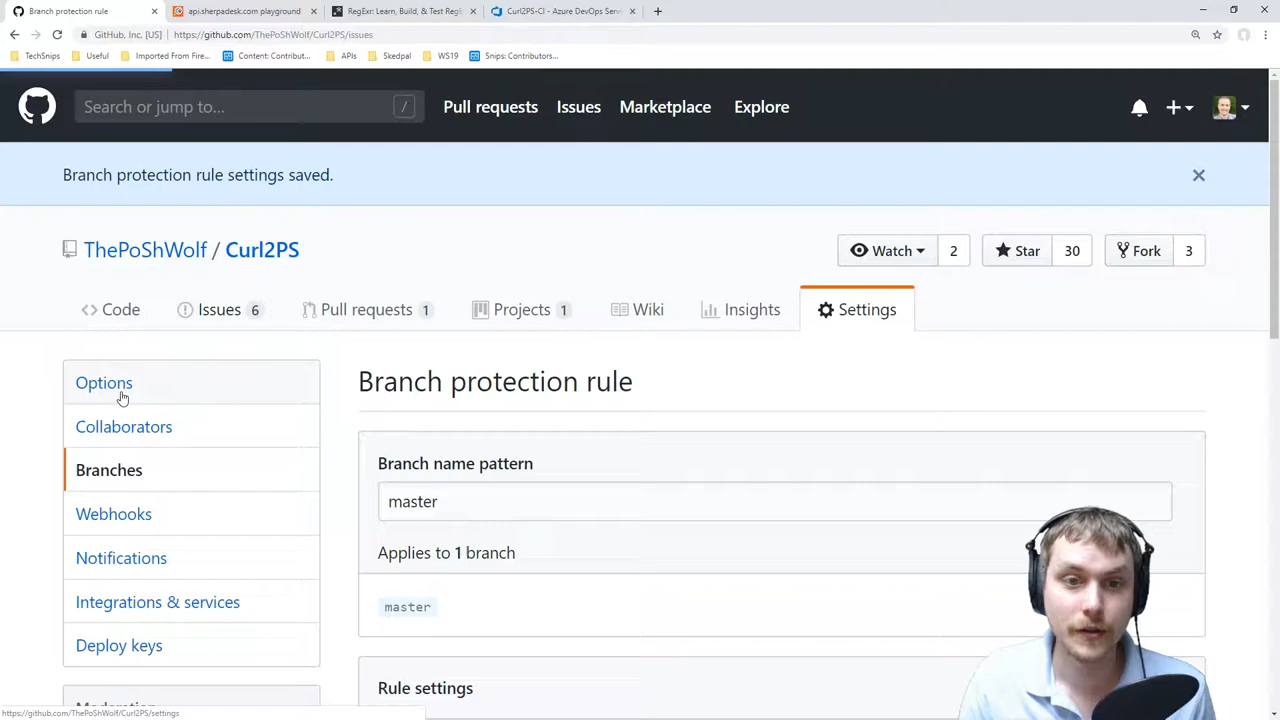 Branch protection rule
api.sherpadesk.com playground
RegExr: Learn, Build, & Test Reg
Curl2PS-CI - Azure DevOps Serv
GitHub, Inc. [US]
https://github.com/ThePoShWolf/Curl2PS/issues
TechSnips
Useful
Imported From Fire...
Content: Contribut...
APIs
Skedpal
WS19
Snips: Contributors...
Search or jump to...
/
Pull requests
Issues
Marketplace
Explore
Branch protection rule settings saved.
ThePoShWolf / Curl2PS
Watch 2
Star 30
Fork 3
Code
Issues 6
Pull requests 1
Projects 1
Wiki
Insights
Settings
Options
Collaborators
Branches
Webhooks
Notifications
Integrations & services
Deploy keys
Branch protection rule
Branch name pattern
master
Applies to 1 branch
master
Rule settings
https://github.com/ThePoShWolf/Curl2PS/settings